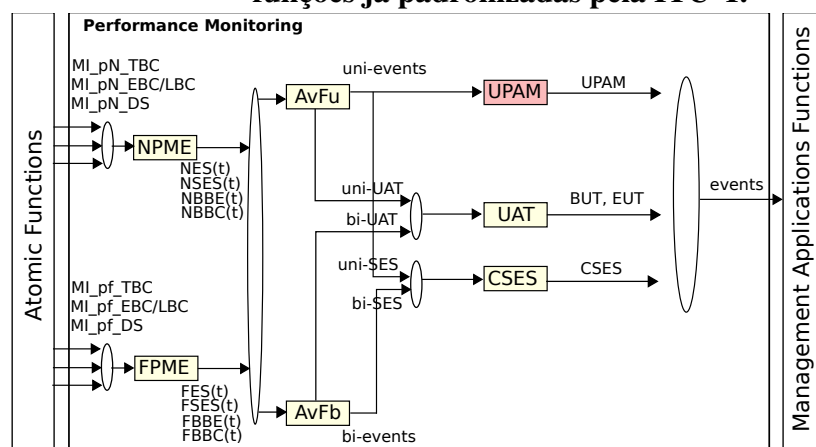 funções já padronizadas pela ITU-T.
Performance Monitoring
Atomic Functions
MI_pN_TBC
MI_pN_EBC/LBC
MI_pN_DS
NPME
NES(t)
NSES(t)
NBBE(t)
NBBC(t)
MI_pf_TBC
MI_pf_EBC/LBC
MI_pf_DS
FPME
FES(t)
FSES(t)
FBBE(t)
FBBC(t)
AvFu
uni-events
UPAM
UPAM
uni-UAT
bi-UAT
UAT
BUT, EUT
uni-SES
bi-SES
CSES
CSES
AvFb
bi-events
events
Management Applications Functions